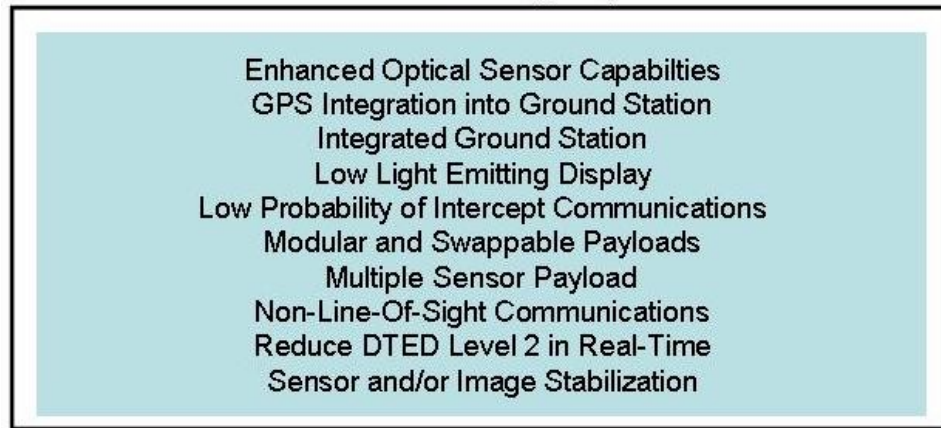 Enhanced Optical Sensor Capabilties
GPS Integration into Ground Station
Integrated Ground Station
Low Light Emitting Display
Low Probability of Intercept Communications
Modular and Swappable Payloads
Multiple Sensor Payload
Non-Line-Of-Sight Communications
Reduce DTED Level 2 in Real-Time
Sensor and/or Image Stabilization